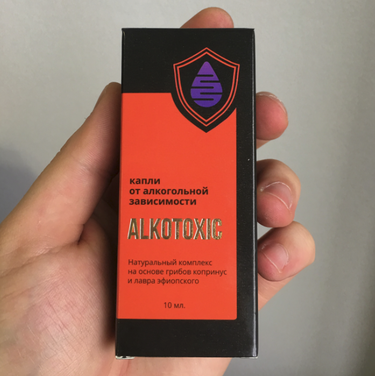 капли
от алкогольной
зависимости
ALKOTOXIC
Натуральный комплекс
на основе грибов копринус
и лавра эфиопского
10 мл.